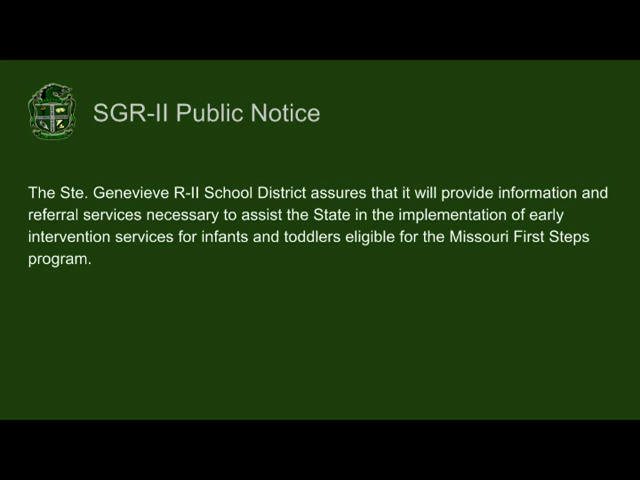 SGR-II Public Notice
The Ste. Genevieve R-II School District assures that it will provide information and
referral services necessary to assist the State in the implementation of early
intervention services for infants and toddlers eligible for the Missouri First Steps
program.